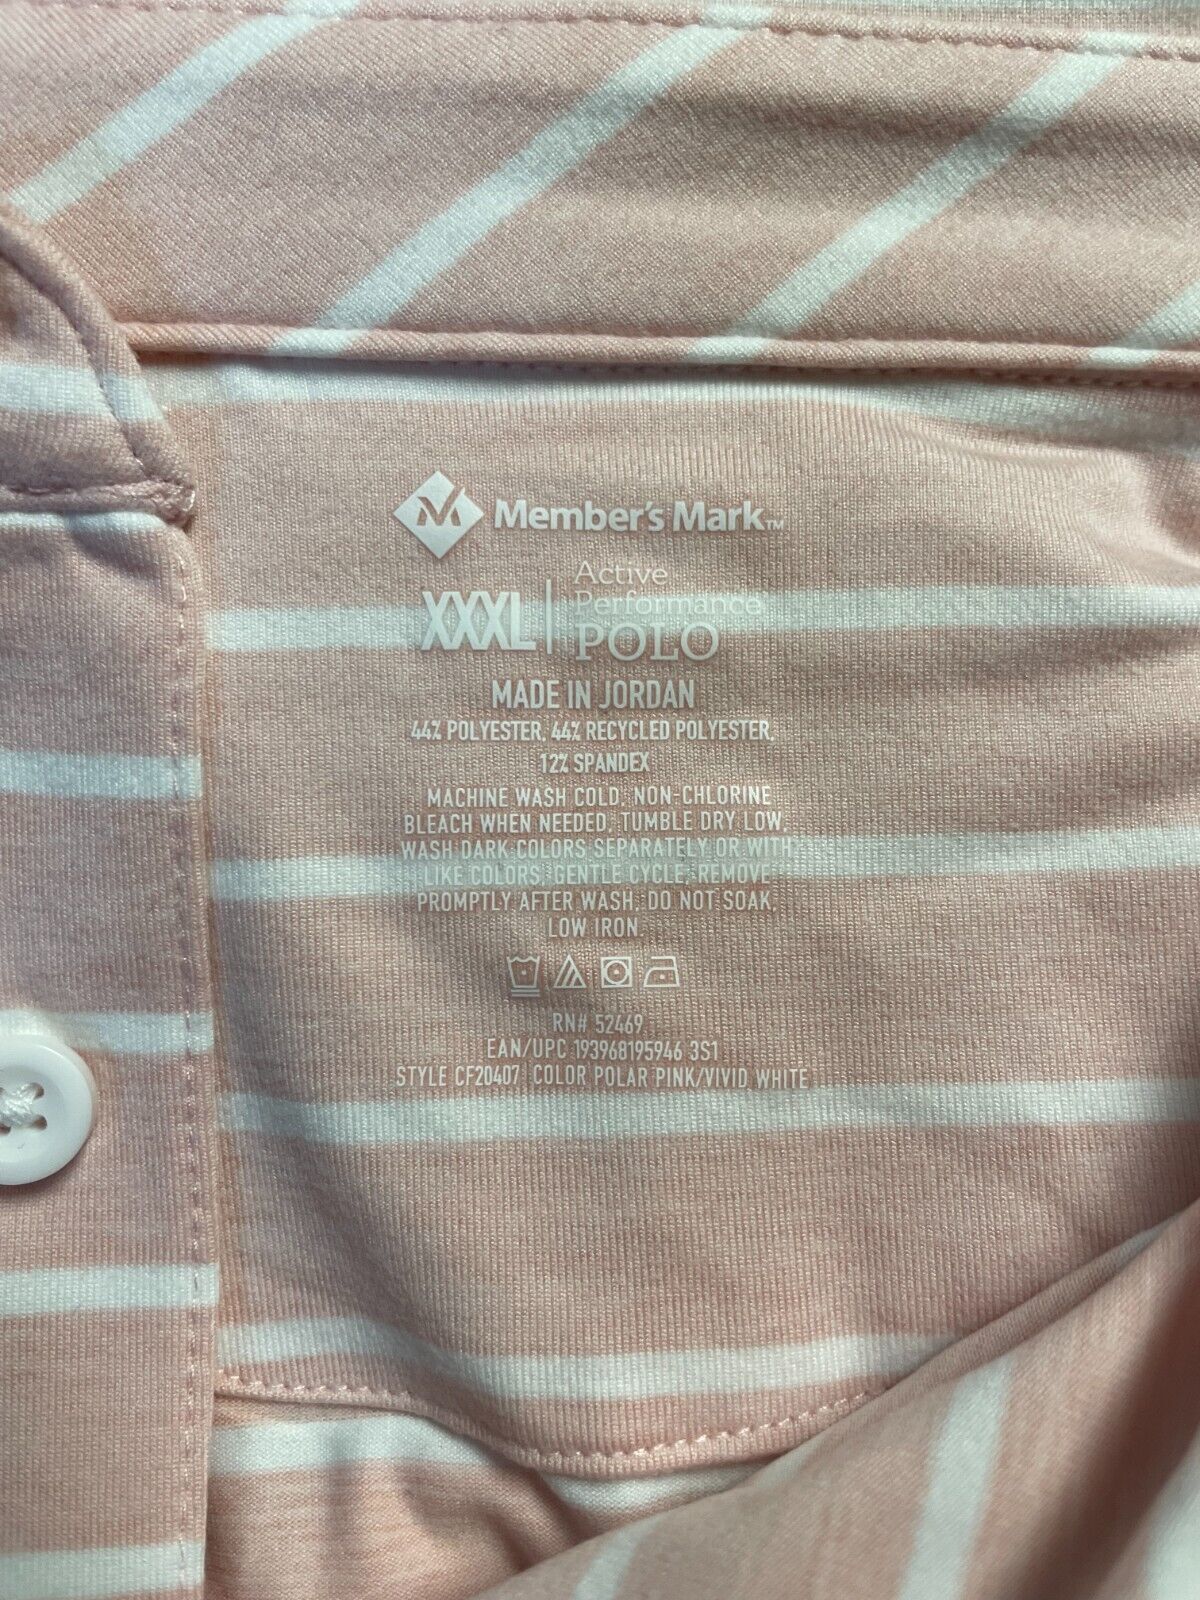 Member's Mark™
XXXL
Active
Performance
POLO
MADE IN JORDAN
44% POLYESTER, 44% RECYCLED POLYESTER,
12% SPANDEX
MACHINE WASH COLD, NON-CHLORINE
BLEACH WHEN NEEDED, TUMBLE DRY LOW,
WASH DARK COLORS SEPARATELY OR WITH
LIKE COLORS, GENTLE CYCLE, REMOVE
PROMPTLY AFTER WASH, DO NOT SOAK,
LOW IRON
RN# 52469
EAN/UPC 193968195946 3S1
STYLE CF20407 COLOR POLAR PINK/VIVID WHITE